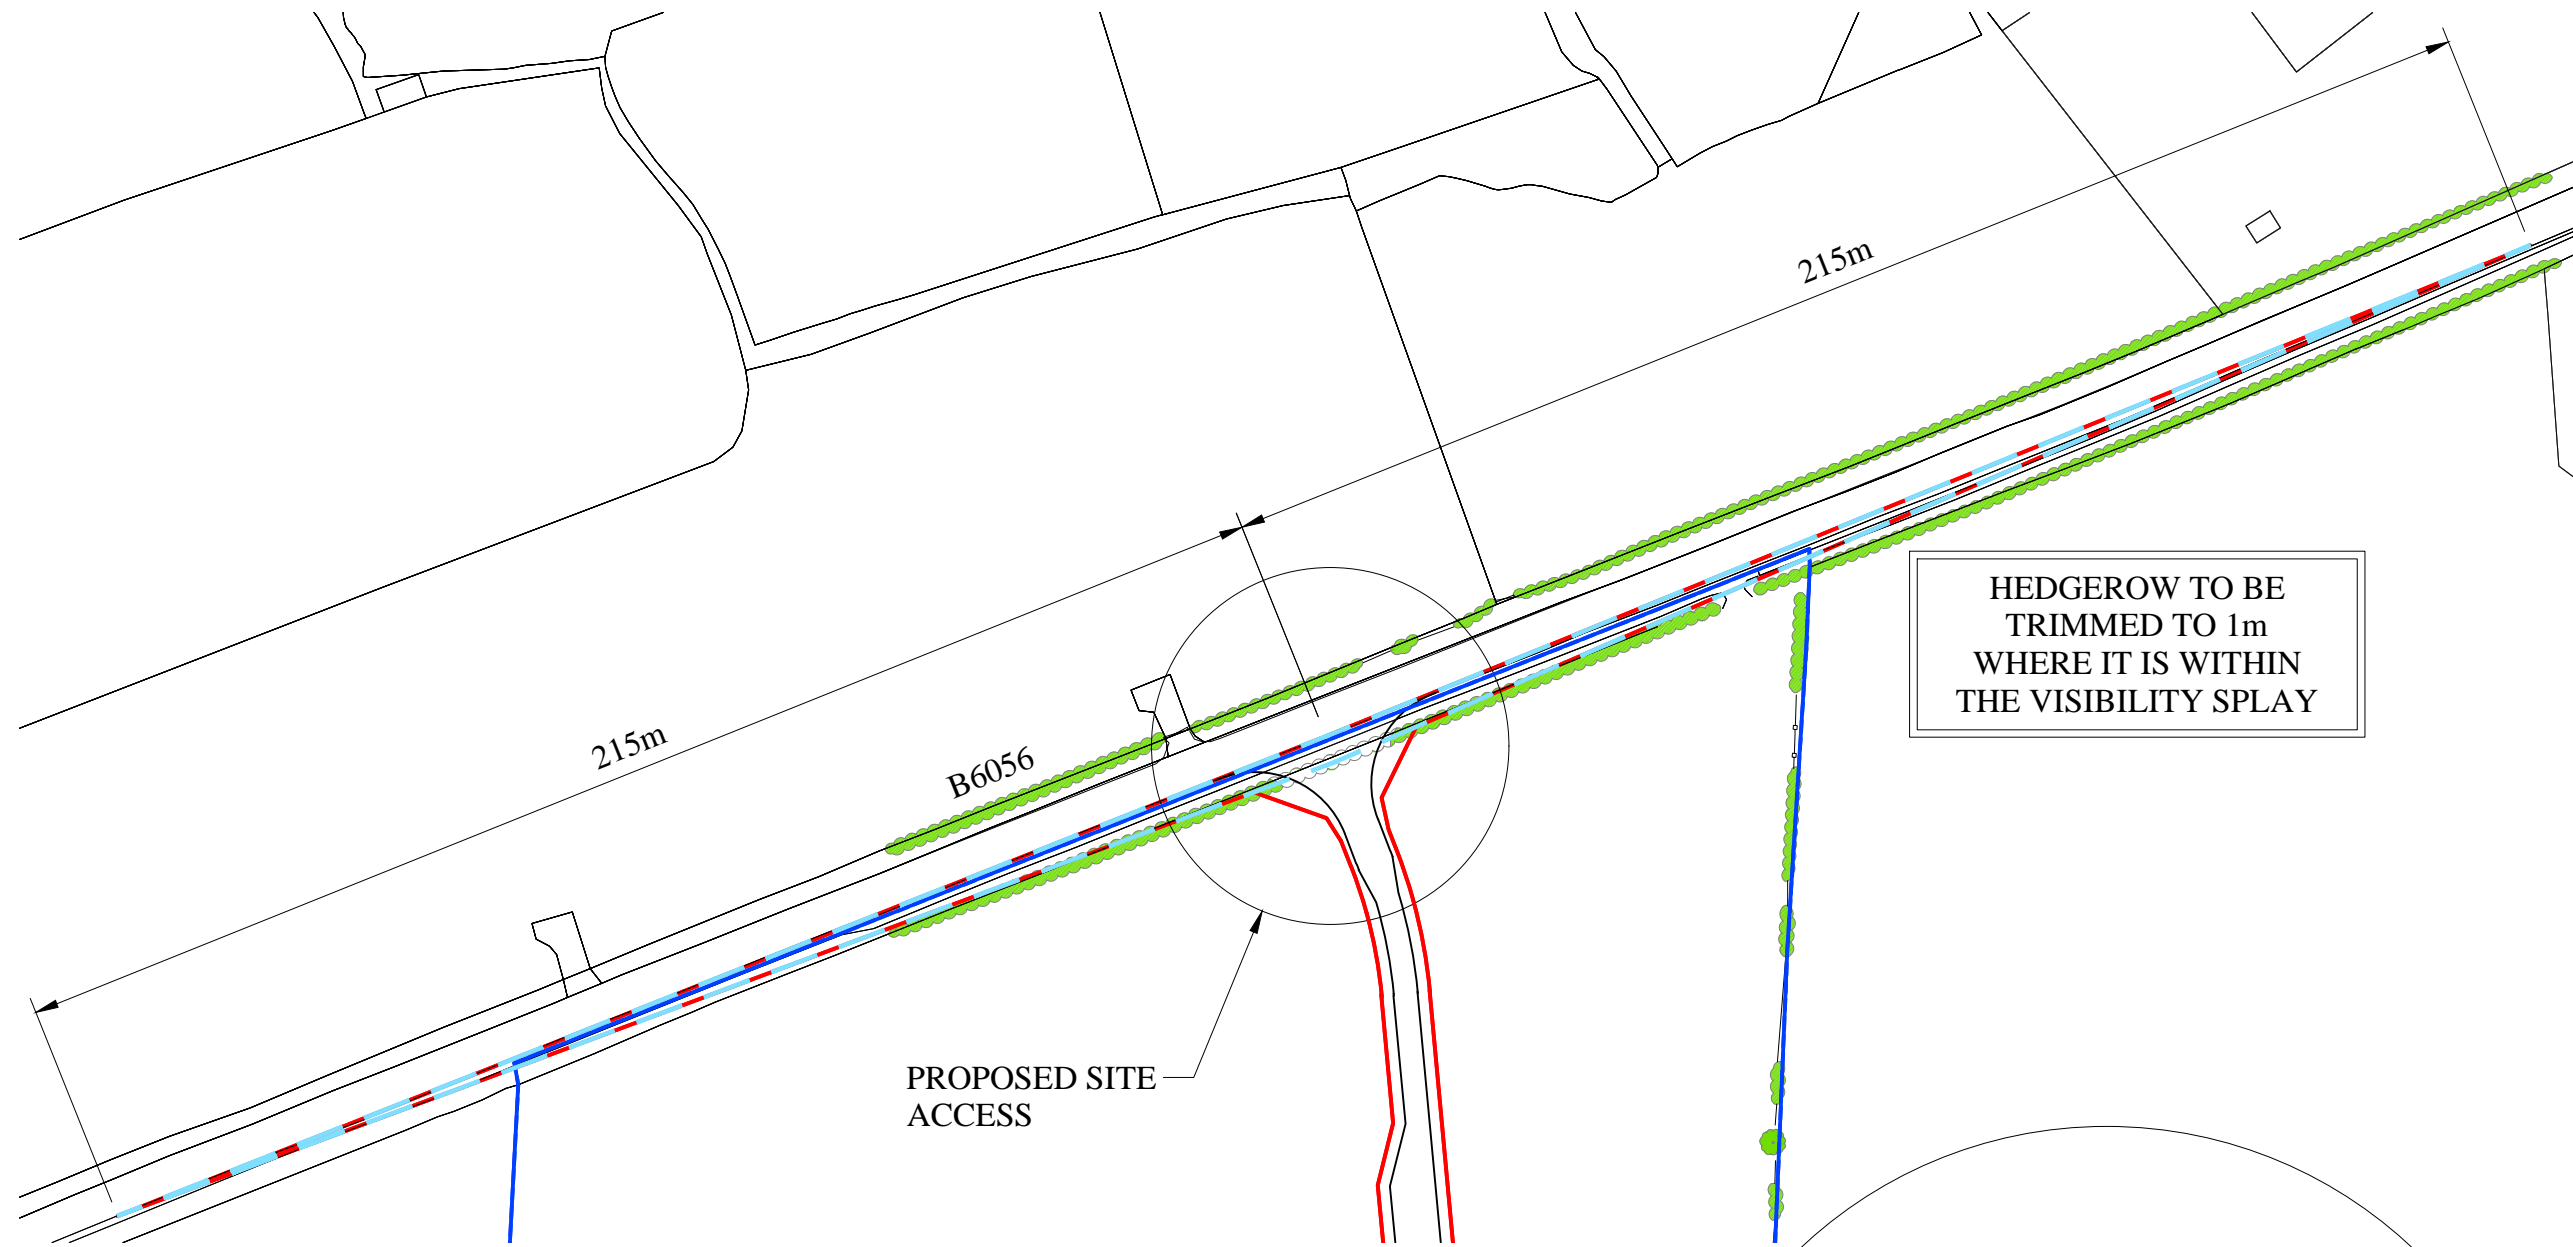 215m
HEDGEROW TO BE
TRIMMED TO 1m
WHERE IT IS WITHIN
THE VISIBILITY SPLAY
215m
B6056
PROPOSED SITE
ACCESS